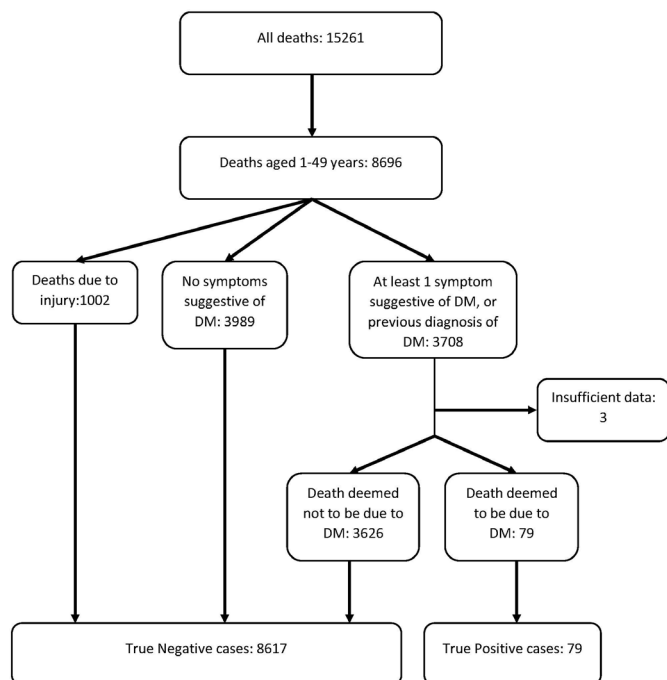 All deaths: 15261
Deaths aged 1-49 years: 8696
Deaths due to
injury:1002
No symptoms
suggestive of
DM: 3989
At least 1 symptom
suggestive of DM, or
previous diagnosis of
DM: 3708
Insufficient data:
3
Death deemed
not to be due to
DM: 3626
Death deemed
to be due to
DM: 79
True Negative cases: 8617
True Positive cases: 79